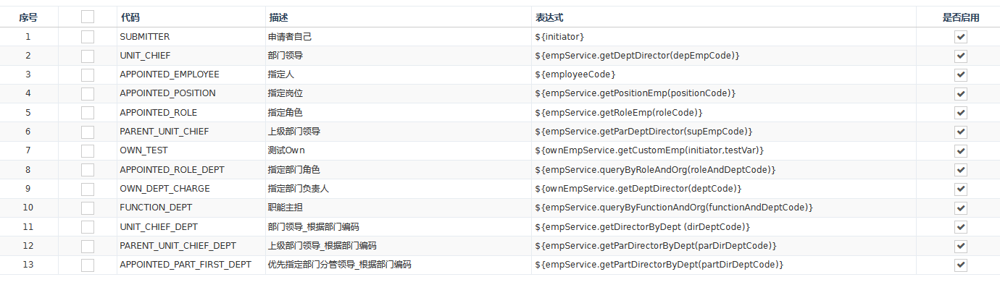 序号 代码 描述 表达式 是否启用
1 SUBMITTER 申请者自己 ${initiator}
2 UNIT_CHIEF 部门领导 ${empService.getDeptDirector(depEmpCode)}
3 APPOINTED_EMPLOYEE 指定人 ${employeeCode}
4 APPOINTED_POSITION 指定岗位 ${empService.getPositionEmp(positionCode)}
5 APPOINTED_ROLE 指定角色 ${empService.getRoleEmp(roleCode)}
6 PARENT_UNIT_CHIEF 上级部门领导 ${empService.getParDeptDirector(supEmpCode)}
7 OWN_TEST 测试Own ${ownEmpService.getCustomEmp(initiator,testVar)}
8 APPOINTED_ROLE_DEPT 指定部门角色 ${empService.queryByRoleAndOrg(roleAndDeptCode)}
9 OWN_DEPT_CHARGE 指定部门负责人 ${ownEmpService.getDeptDirector(deptCode)}
10 FUNCTION_DEPT 职能主担 ${empService.queryByFunctionAndOrg(functionAndDeptCode)}
11 UNIT_CHIEF_DEPT 部门领导_根据部门编码 ${empService.getDirectorByDept (dirDeptCode)}
12 PARENT_UNIT_CHIEF_DEPT 上级部门领导_根据部门编码 ${empService.getParDirectorByDept(parDirDeptCode)}
13 APPOINTED_PART_FIRST_DEPT 优先指定部门分管领导_根据部门编码 ${empService.getPartDirectorByDept(partDirDeptCode)}